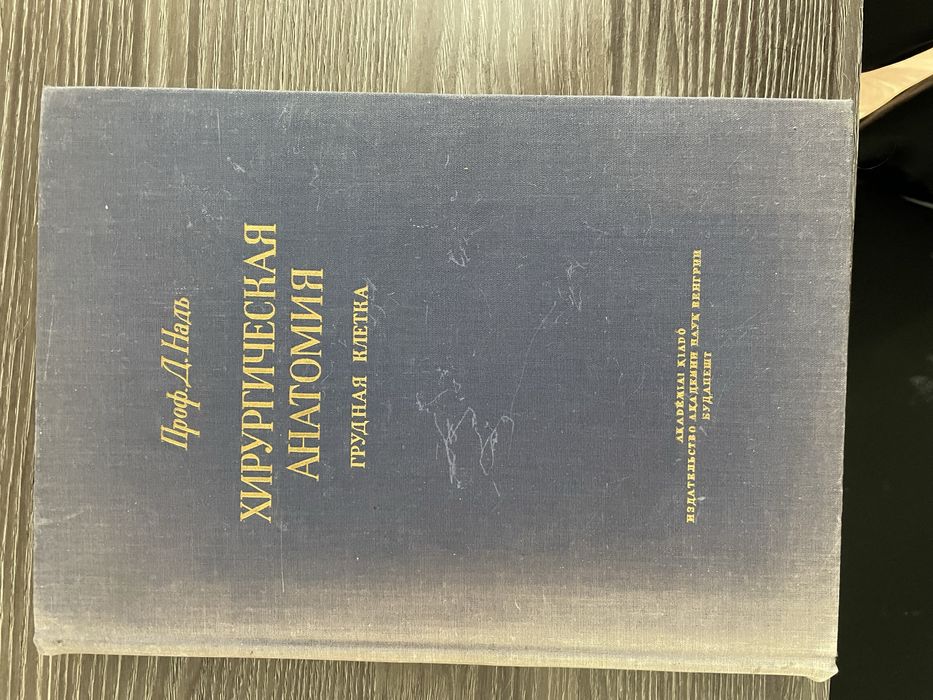 Проф. Д. Надь
ХИРУРГИЧЕСКАЯ
АНАТОМИЯ
ГРУДНАЯ КЛЕТКА
AKADÉMIAI KIADÓ
ИЗДАТЕЛЬСТВО АКАДЕМИИ НАУК ВЕНГРИИ
БУДАПЕШТ